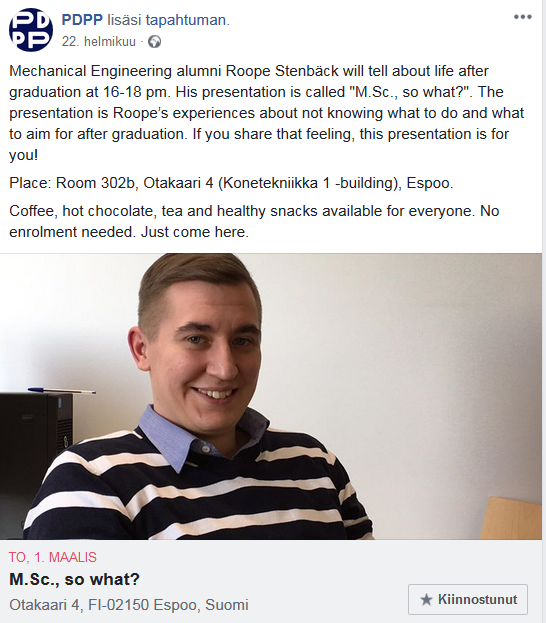 PD
PP
PDPP lisäsi tapahtuman.
22. helmikuu ·
Mechanical Engineering alumni Roope Stenbäck will tell about life after
graduation at 16-18 pm. His presentation is called "M.Sc., so what?". The
presentation is Roope’s experiences about not knowing what to do and what
to aim for after graduation. If you share that feeling, this presentation is for
you!
Place: Room 302b, Otakaari 4 (Konetekniikka 1 -building), Espoo.
Coffee, hot chocolate, tea and healthy snacks available for everyone. No
enrolment needed. Just come here.
TO, 1. MAALIS
M.Sc., so what?
Otakaari 4, FI-02150 Espoo, Suomi
Kiinnostunut